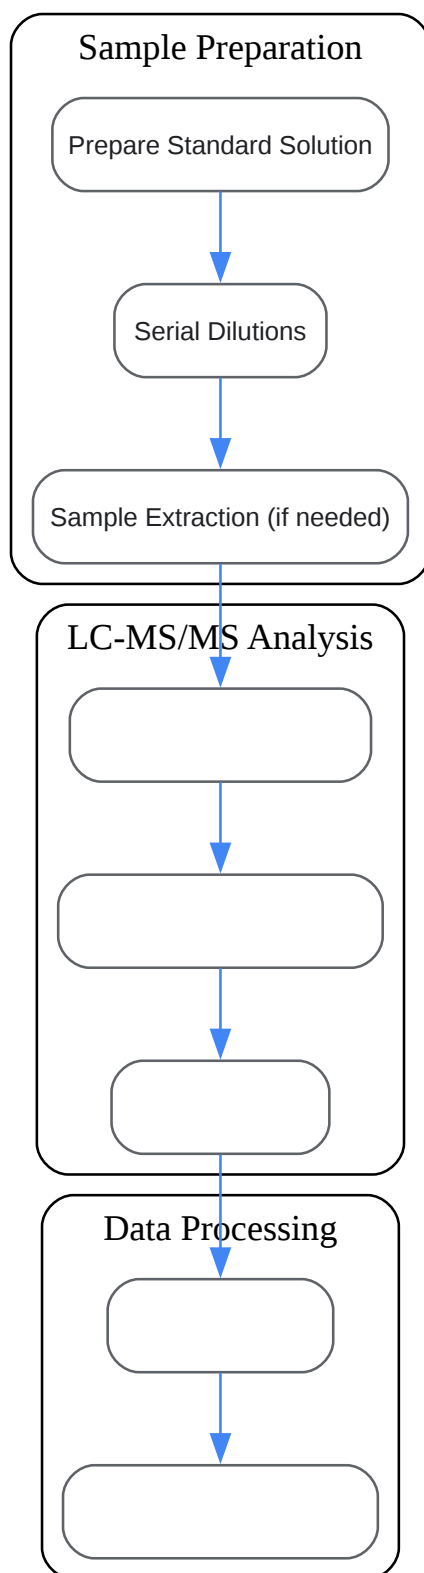 Sample Preparation
Prepare Standard Solution
Serial Dilutions
Sample Extraction (if needed)
LC-MS/MS Analysis
Data Processing